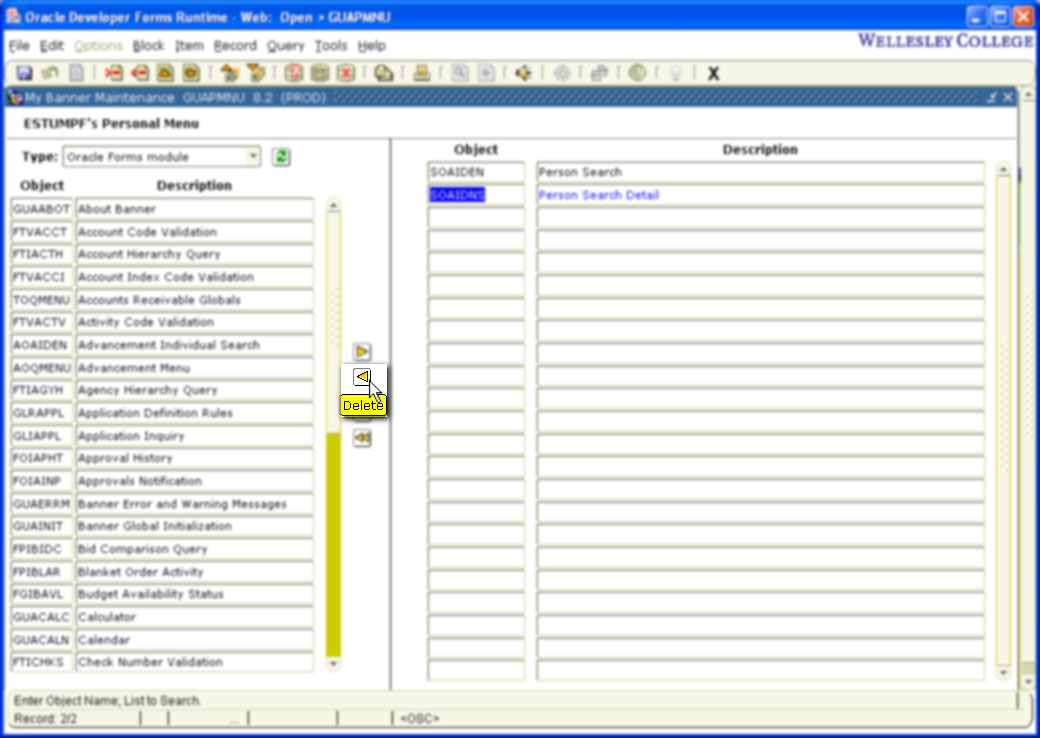 Oracle Developer Forms Runtime - Web: Open > GUAPMNU
File Edit Options Block Item Record Query Tools Help
WELLESLEY COLLEGE
My Banner Maintenance GUAPMNU 8.2 (PROD)
ESTUMPF's Personal Menu
Type: Oracle Forms module
Object Description
GUAABOT About Banner
FTVACCT Account Code Validation
FTIACTH Account Hierarchy Query
FTVACCI Account Index Code Validation
TOQMENU Accounts Receivable Globals
FTVACTV Activity Code Validation
AOAIDEN Advancement Individual Search
AOQMENU Advancement Menu
FTIAGYH Agency Hierarchy Query
GLRAPPL Application Definition Rules
GLIAPPL Application Inquiry
FOIAPHT Approval History
FOIAINP Approvals Notification
GUAERRM Banner Error and Warning Messages
GUAINIT Banner Global Initialization
FPIBIDC Bid Comparison Query
FPIBLAR Blanket Order Activity
FGIBAVL Budget Availability Status
GUACALC Calculator
GUACALN Calendar
FTICHKS Check Number Validation
Delete
Object Description
SOAIDEN Person Search
SOAIDNS Person Search Detail
Enter Object Name; List to Search.
Record: 2/2 ... <OSC>